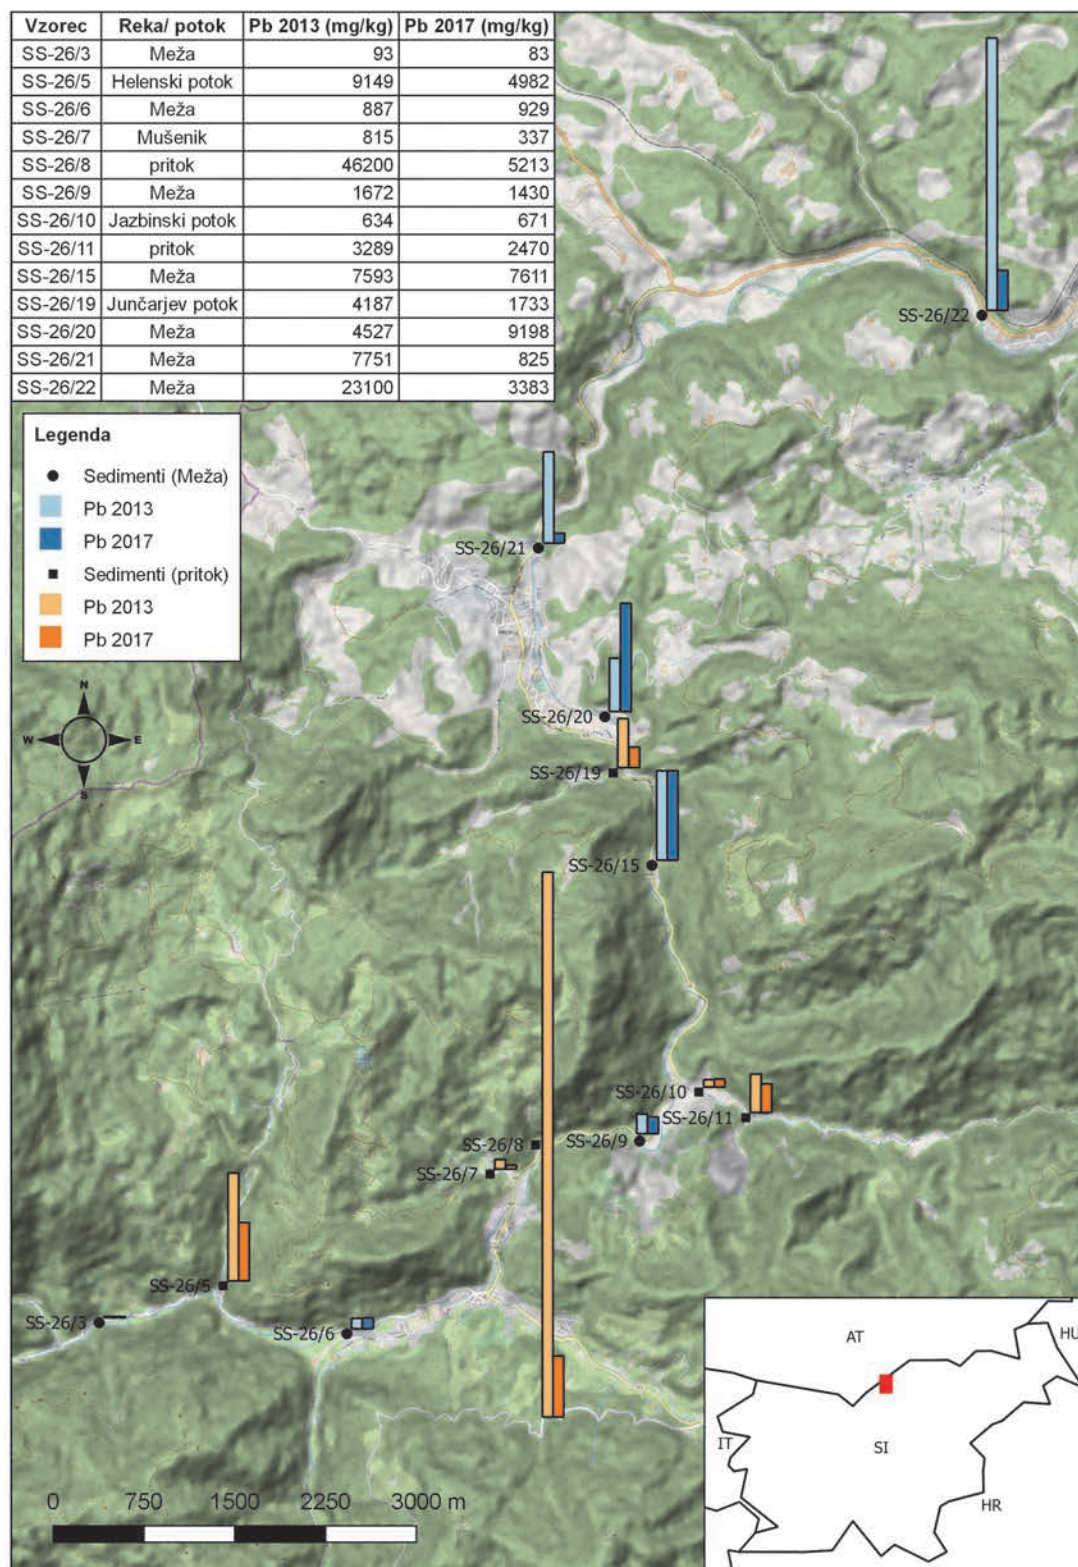 Vzorec Reka/ potok Pb 2013 (mg/kg) Pb 2017 (mg/kg)
SS-26/3 Meža 93 83
SS-26/5 Helenski potok 9149 4982
SS-26/6 Meža 887 929
SS-26/7 Mušenik 815 337
SS-26/8 pritok 46200 5213
SS-26/9 Meža 1672 1430
SS-26/10 Jazbinski potok 634 671
SS-26/11 pritok 3289 2470
SS-26/15 Meža 7593 7611
SS-26/19 Junčarjev potok 4187 1733
SS-26/20 Meža 4527 9198
SS-26/21 Meža 7751 825
SS-26/22 Meža 23100 3383
SS-26/22
Legenda
Sedimenti (Meža)
Pb 2013
Pb 2017
Sedimenti (pritok)
Pb 2013
Pb 2017
SS-26/21
N
W E
S
SS-26/20
SS-26/19
SS-26/15
SS-26/10
SS-26/11
SS-26/9
SS-26/8
SS-26/7
SS-26/5
SS-26/3
SS-26/6
AT
HU
IT
SI
HR
0 750 1500 2250 3000 m